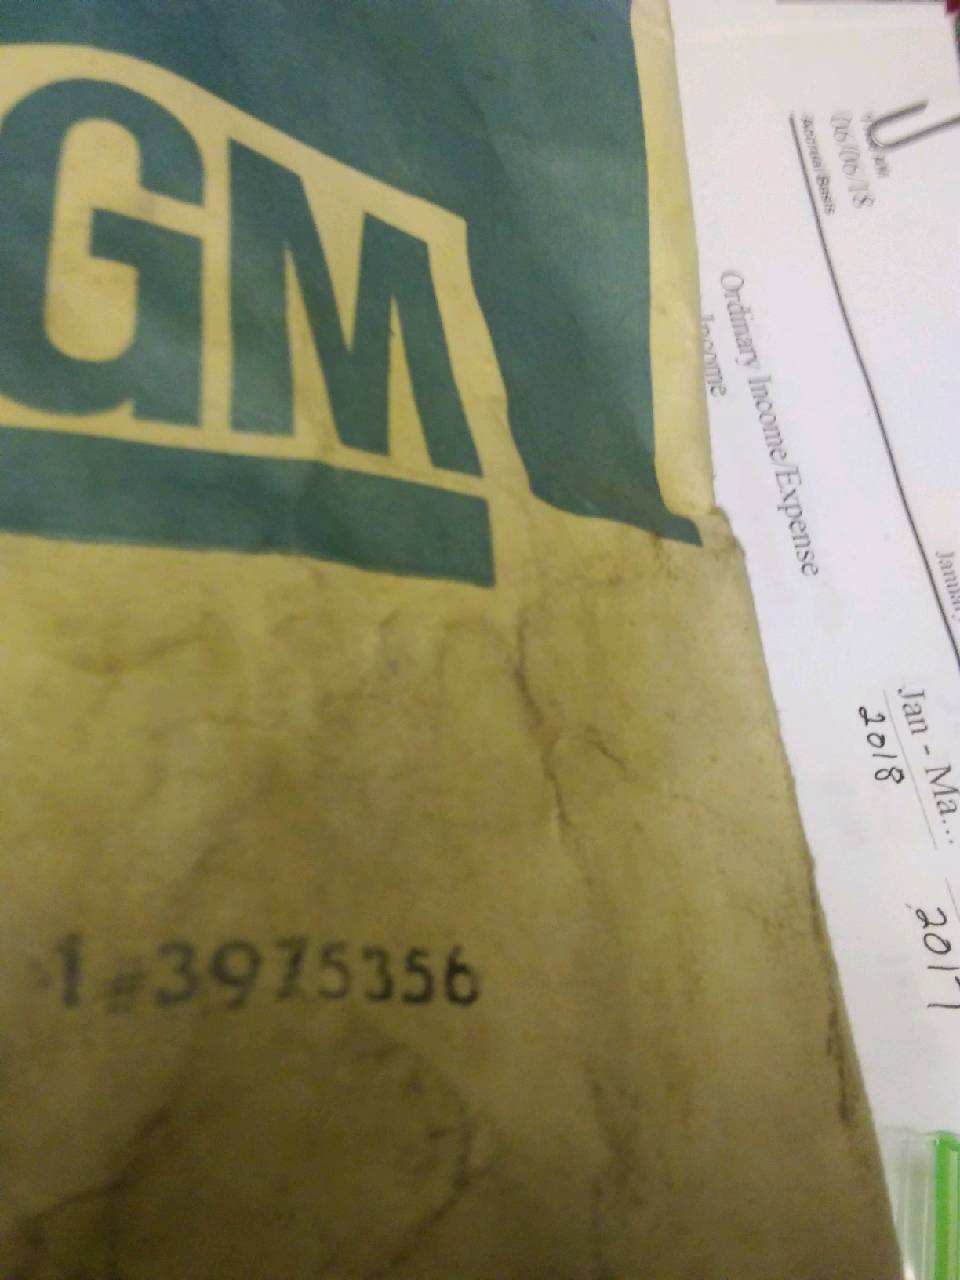 GM
1#3975356
06/06/18
Accrual Basis
Ordinary Income/Expense
Income
Jan - Ma...
2018
2017